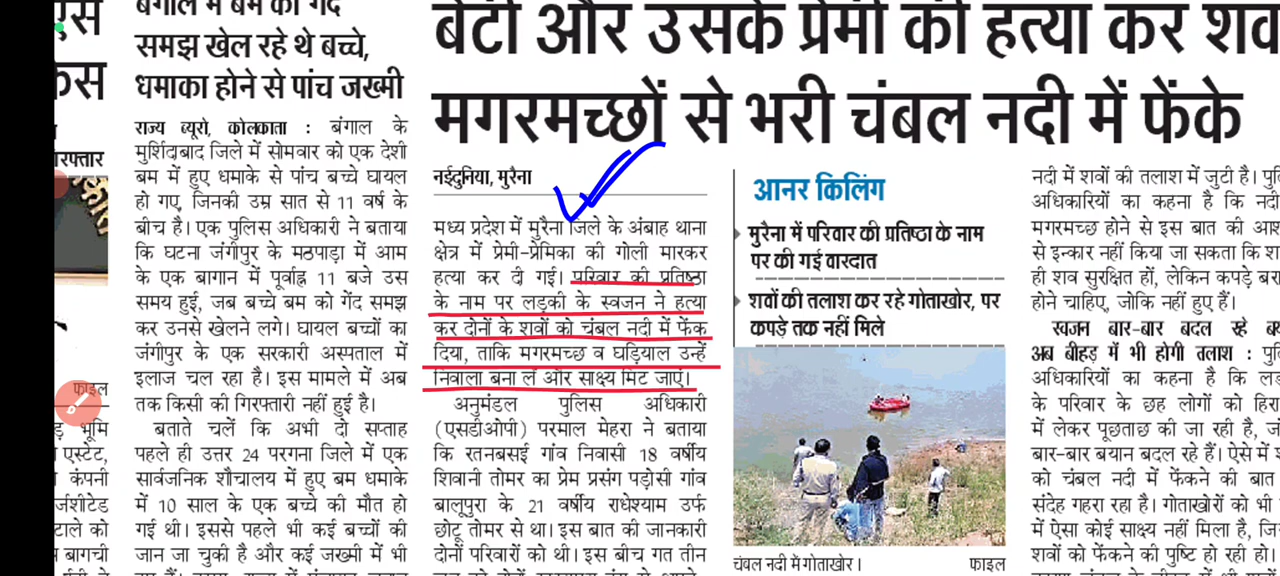 एस
केस
रफ्तार
फाइल
भूमि
एस्टेट,
कंपनी
र्जशीटेड
टाले को
बागची
बंगाल में बम को गेंद
समझ खेल रहे थे बच्चे,
धमाका होने से पांच जख्मी
राज्य ब्यूरो, कोलकाता : बंगाल के
मुर्शिदाबाद जिले में सोमवार को एक देशी
बम में हुए धमाके से पांच बच्चे घायल
हो गए, जिनकी उम्र सात से 11 वर्ष के
बीच है। एक पुलिस अधिकारी ने बताया
कि घटना जंगीपुर के मठपाड़ा में आम
के एक बागान में पूर्वाह्न 11 बजे उस
समय हुई, जब बच्चे बम को गेंद समझ
कर उनसे खेलने लगे। घायल बच्चों का
जंगीपुर के एक सरकारी अस्पताल में
इलाज चल रहा है। इस मामले में अब
तक किसी की गिरफ्तारी नहीं हुई है।
बताते चलें कि अभी दो सप्ताह
पहले ही उत्तर 24 परगना जिले में एक
सार्वजनिक शौचालय में हुए बम धमाके
में 10 साल के एक बच्चे की मौत हो
गई थी। इससे पहले भी कई बच्चों की
जान जा चुकी है और कई जख्मी में भी
बेटी और उसके प्रेमी की हत्या कर शव
मगरमच्छों से भरी चंबल नदी में फेंके
नईदुनिया, मुरैना
मध्य प्रदेश में मुरैना जिले के अंबाह थाना
क्षेत्र में प्रेमी-प्रेमिका की गोली मारकर
हत्या कर दी गई। परिवार की प्रतिष्ठा
के नाम पर लड़की के स्वजन ने हत्या
कर दोनों के शवों को चंबल नदी में फेंक
दिया, ताकि मगरमच्छ व घड़ियाल उन्हें
निवाला बना लें और साक्ष्य मिट जाएं।
अनुमंडल पुलिस अधिकारी
(एसडीओपी) परमाल मेहरा ने बताया
कि रतनबसई गांव निवासी 18 वर्षीय
शिवानी तोमर का प्रेम प्रसंग पड़ोसी गांव
बालूपुरा के 21 वर्षीय राधेश्याम उर्फ
छोटू तोमर से था। इस बात की जानकारी
दोनों परिवारों को थी। इस बीच गत तीन
आनर किलिंग
मुरैना में परिवार की प्रतिष्ठा के नाम
पर की गई वारदात
शवों की तलाश कर रहे गोताखोर, पर
कपड़े तक नहीं मिले
चंबल नदी में गोताखोर। फाइल
नदी में शवों की तलाश में जुटी है।
अधिकारियों का कहना है कि नदी
मगरमच्छ होने से इस बात की
से इन्कार नहीं किया जा सकता कि
ही शव सुरक्षित हों, लेकिन कपड़े
होने चाहिए, जोकि नहीं हुए हैं।
स्वजन बार-बार बदल रहे
अब बीहड़ में भी होगी तलाश :
अधिकारियों का कहना है कि
के परिवार के छह लोगों को
में लेकर पूछताछ की जा रही है,
बार-बार बयान बदल रहे हैं। ऐसे में
को चंबल नदी में फेंकने की बात
संदेह गहरा रहा है। गोताखोरों को भी
में ऐसा कोई साक्ष्य नहीं मिला है,
शवों को फेंकने की पुष्टि हो रही हो।